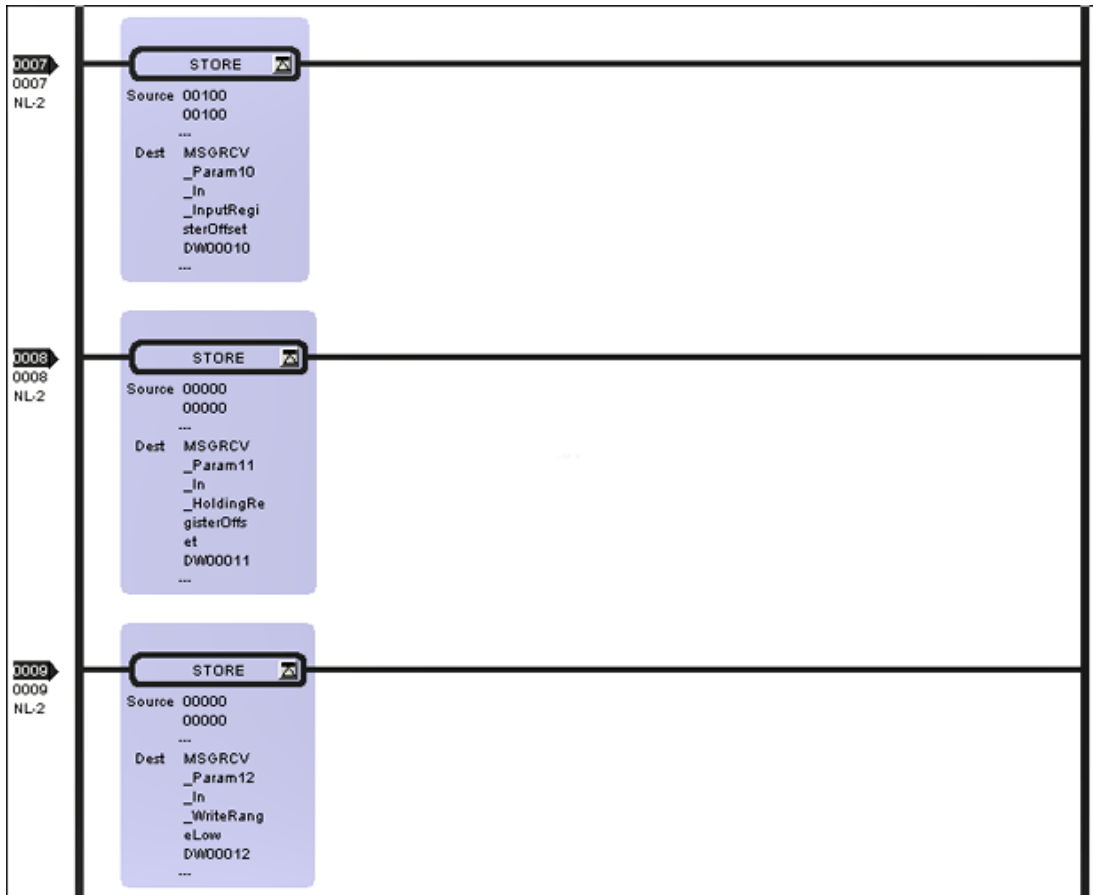 0007
0007
NL-2
STORE
Source 00100
00100
...
Dest MSGRCV
_Param10
_In
_InputRegi
sterOffset
DW00010
...
0008
0008
NL-2
STORE
Source 00000
00000
...
Dest MSGRCV
_Param11
_In
_HoldingRe
gisterOffs
et
DW00011
...
0009
0009
NL-2
STORE
Source 00000
00000
...
Dest MSGRCV
_Param12
_In
_WriteRang
eLow
DW00012
...